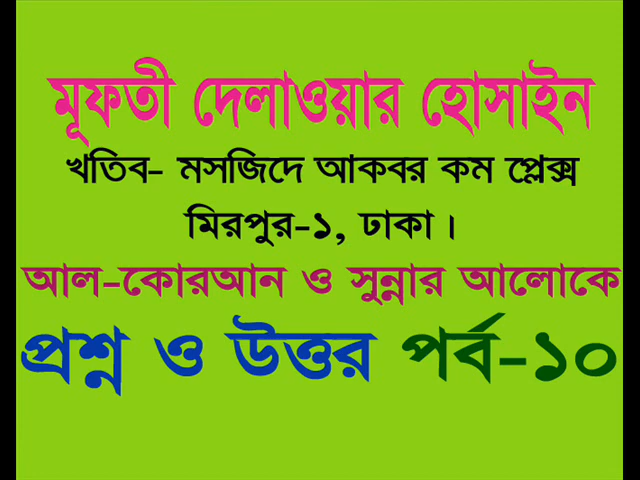 মূফতী দেলাওয়ার হোসাইন
খতিব- মসজিদে আকবর কম প্লেক্স
মিরপুর-১, ঢাকা।
আল-কোরআন ও সুন্নার আলোকে
প্রশ্ন ও উত্তর পর্ব-১০